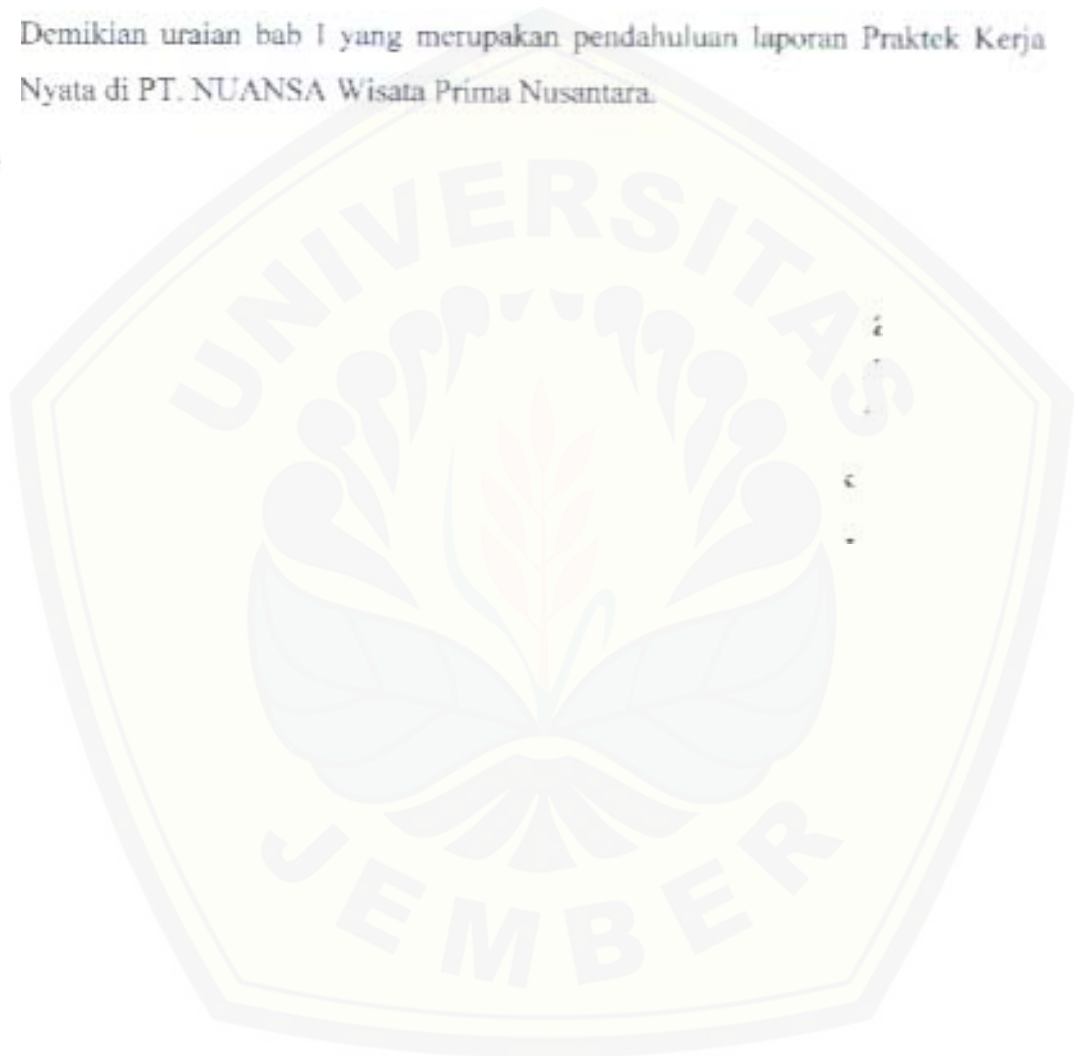 Demikian uraian bab I yang merupakan pendahuluan laporan Praktek Kerja
Nyata di PT. NUANSA Wisata Prima Nusantara.
UNIVERSITAS
JEMBER